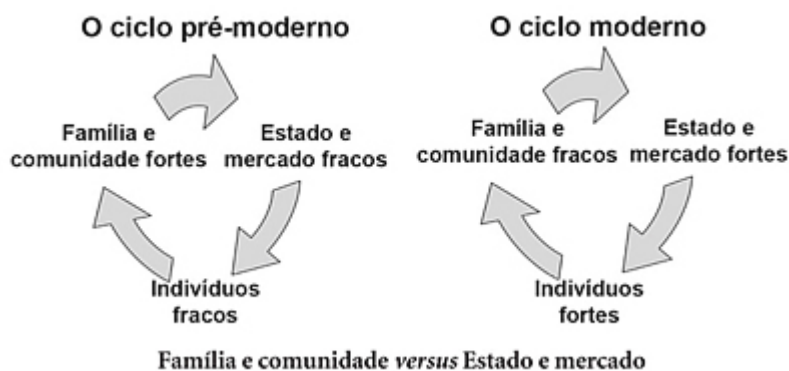 O ciclo pré-moderno
Família e
comunidade fortes
Estado e
mercado fracos
Indivíduos
fracos
O ciclo moderno
Família e
comunidade fracos
Estado e
mercado fortes
Indivíduos
fortes
Família e comunidade versus Estado e mercado